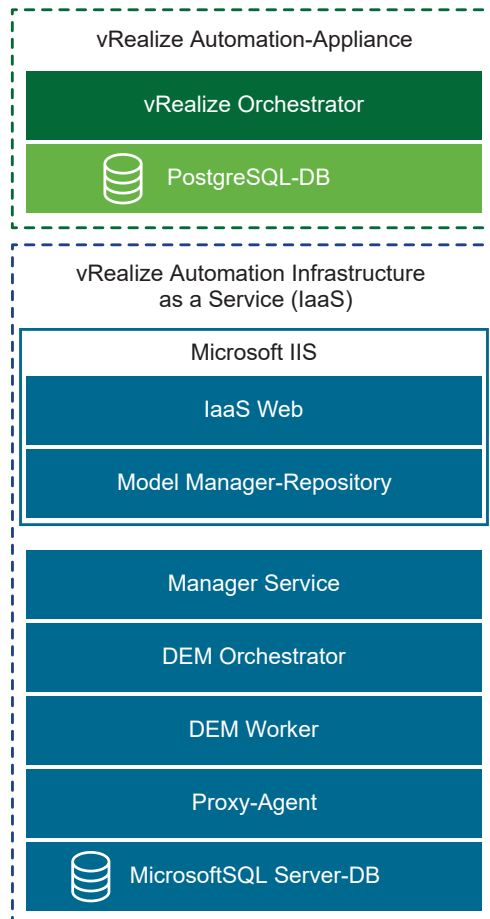 vRealize Automation-Appliance
vRealize Orchestrator
PostgreSQL-DB
vRealize Automation Infrastructure
as a Service (IaaS)
Microsoft IIS
IaaS Web
Model Manager-Repository
Manager Service
DEM Orchestrator
DEM Worker
Proxy-Agent
MicrosoftSQL Server-DB